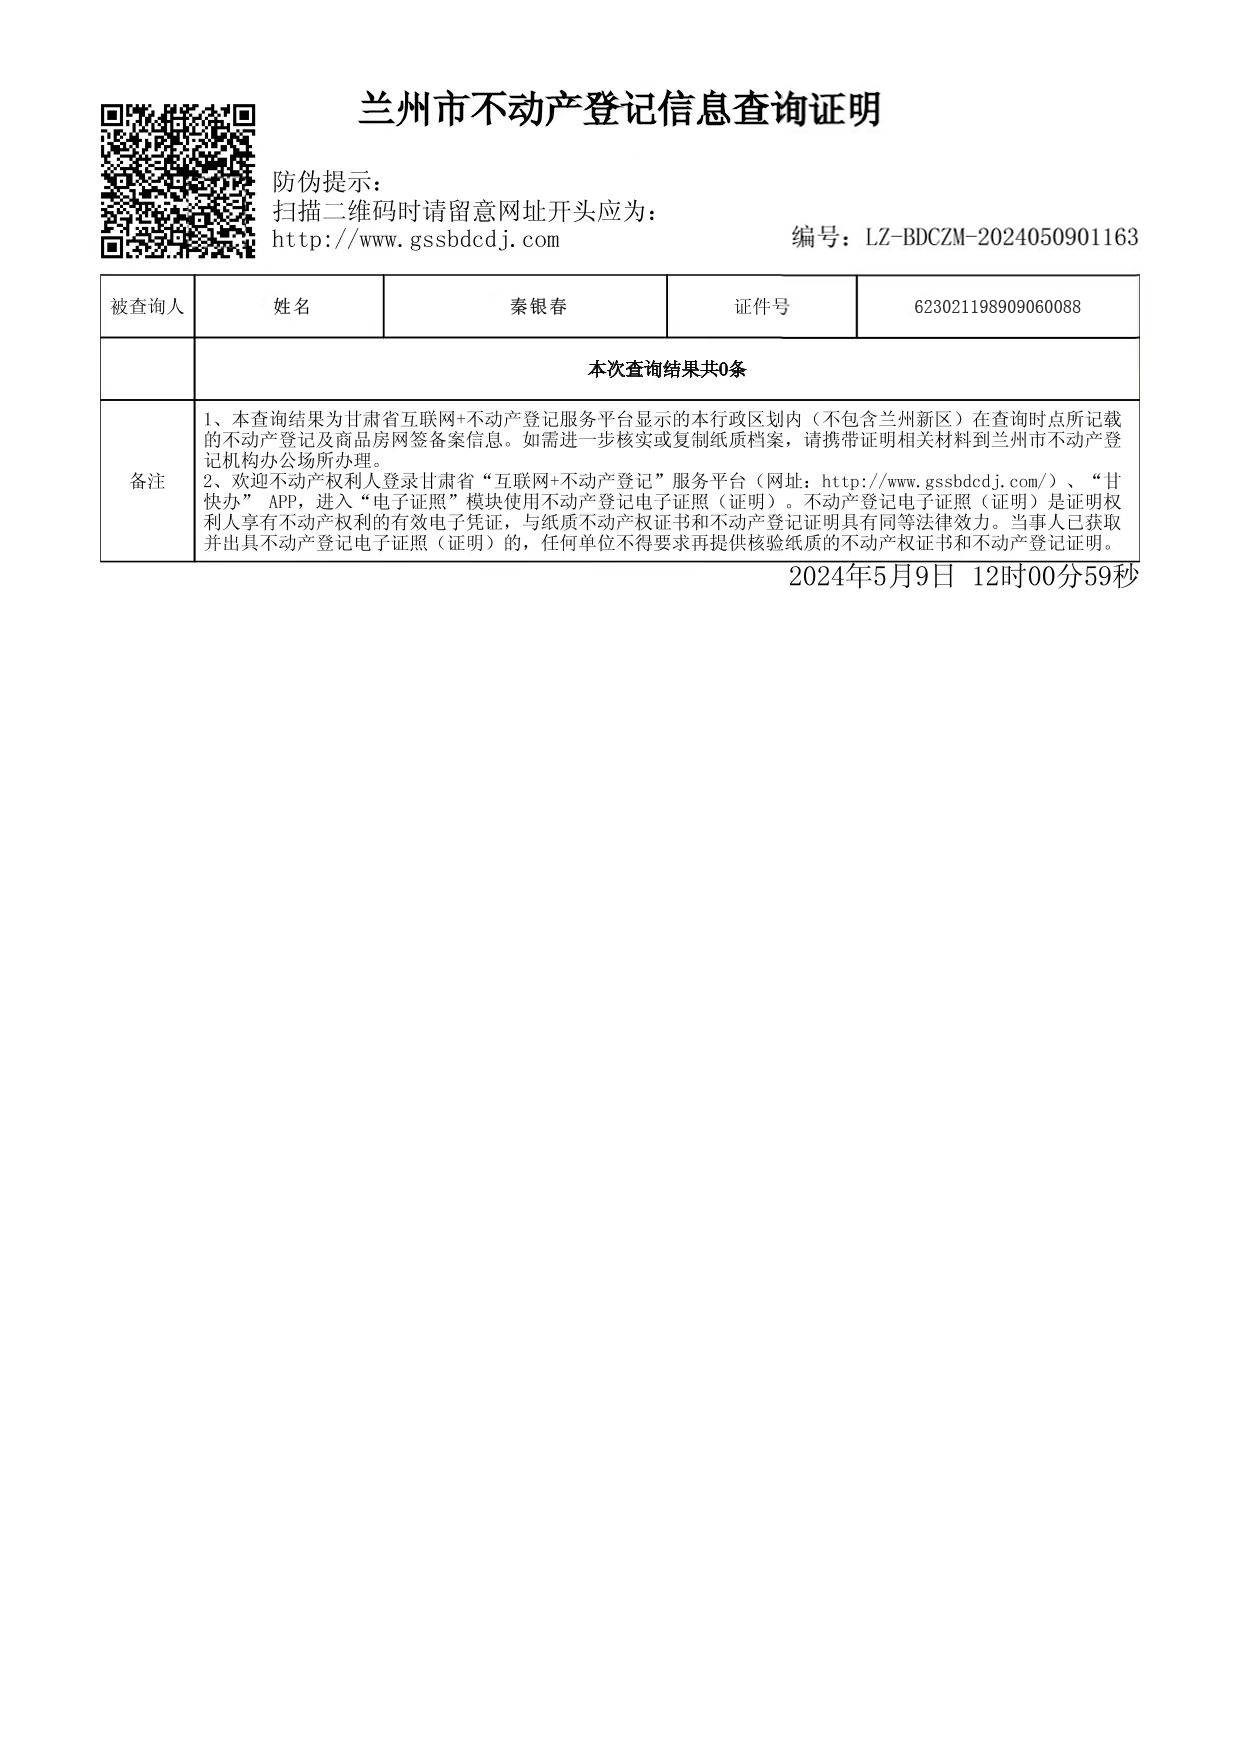 兰州市不动产登记信息查询证明
防伪提示：
扫描二维码时请留意网址开头应为：
http://www.gssbdcdj.com
编号：LZ-BDCZM-2024050901163
被查询人 姓名 秦银春 证件号 623021198909060088
本次查询结果共0条
备注
1、本查询结果为甘肃省互联网+不动产登记服务平台显示的本行政区划内（不包含兰州新区）在查询时点所记载
的不动产登记及商品房网签备案信息。如需进一步核实或复制纸质档案，请携带证明相关材料到兰州市不动产登
记机构办公场所办理。
2、欢迎不动产权利人登录甘肃省“互联网+不动产登记”服务平台（网址：http://www.gssbdcdj.com/）、“甘
快办” APP，进入“电子证照”模块使用不动产登记电子证照（证明）。不动产登记电子证照（证明）是证明权
利人享有不动产权利的有效电子凭证，与纸质不动产权证书和不动产登记证明具有同等法律效力。当事人已获取
并出具不动产登记电子证照（证明）的，任何单位不得要求再提供核验纸质的不动产权证书和不动产登记证明。
2024年5月9日 12时00分59秒